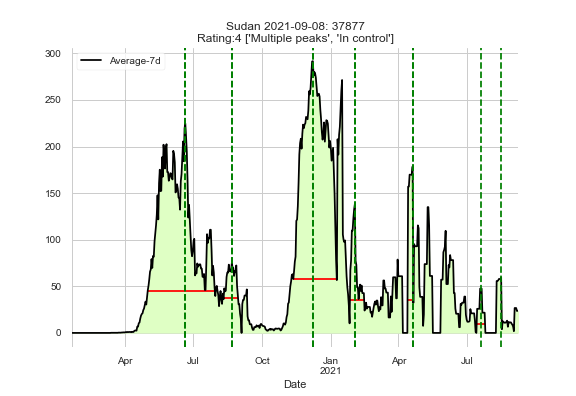 Sudan 2021-09-08: 37877
Rating:4 ['Multiple peaks', 'In control']
300
Average-7d
250
200
150
100
50
0
Apr Jul Oct Jan Apr Jul
2021
Date